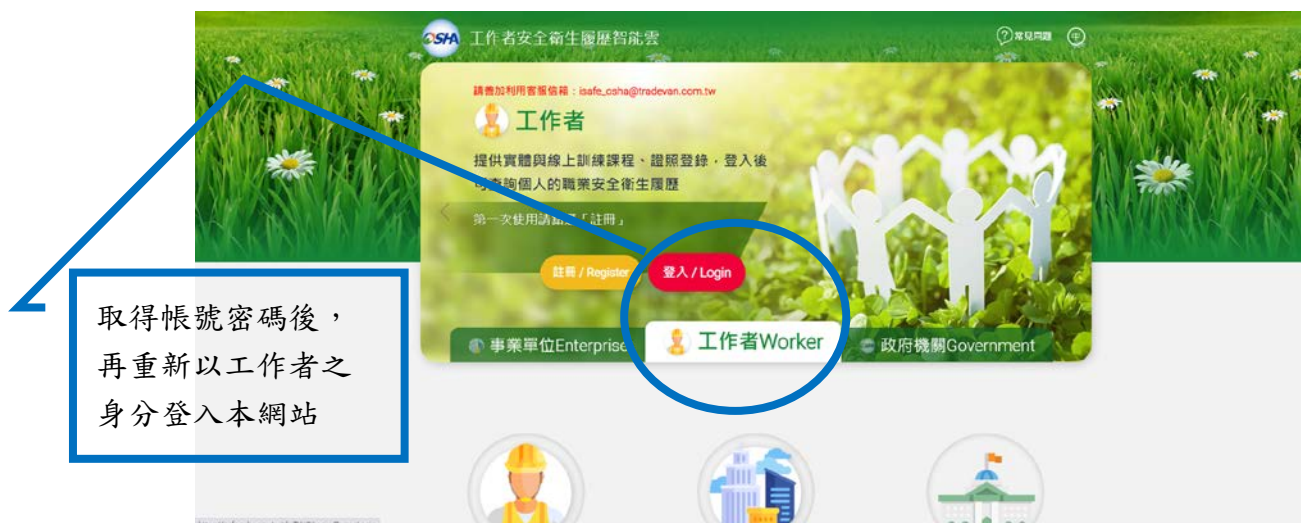 OSHA 工作者安全衛生履歷智能雲
常見問題 中
請善加利用客服信箱：isafe_osha@tradevan.com.tw
工作者
提供實體與線上訓練課程、證照登錄，登入後
可查詢個人的職業安全衛生履歷
第一次使用請點選「註冊」
註冊 / Register
登入 / Login
事業單位Enterprise
工作者Worker
政府機關Government
取得帳號密碼後，
再重新以工作者之
身分登入本網站